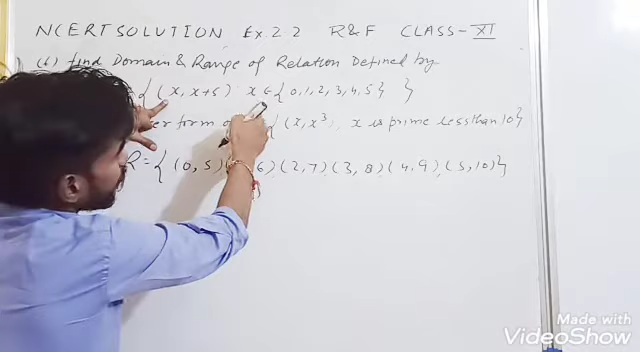 NCERT SOLUTION Ex. 2.2 R&F CLASS-XI
(6) find Domain & Range of Relation Defined by
{(x, x+5) x ∈ {0,1,2,3,4,5} }
form {(x, x³), x is prime less than 10}
R = {(0, 5) 6) (2, 7) (3, 8) (4, 9), (5, 10)}
Made with
VideoShow